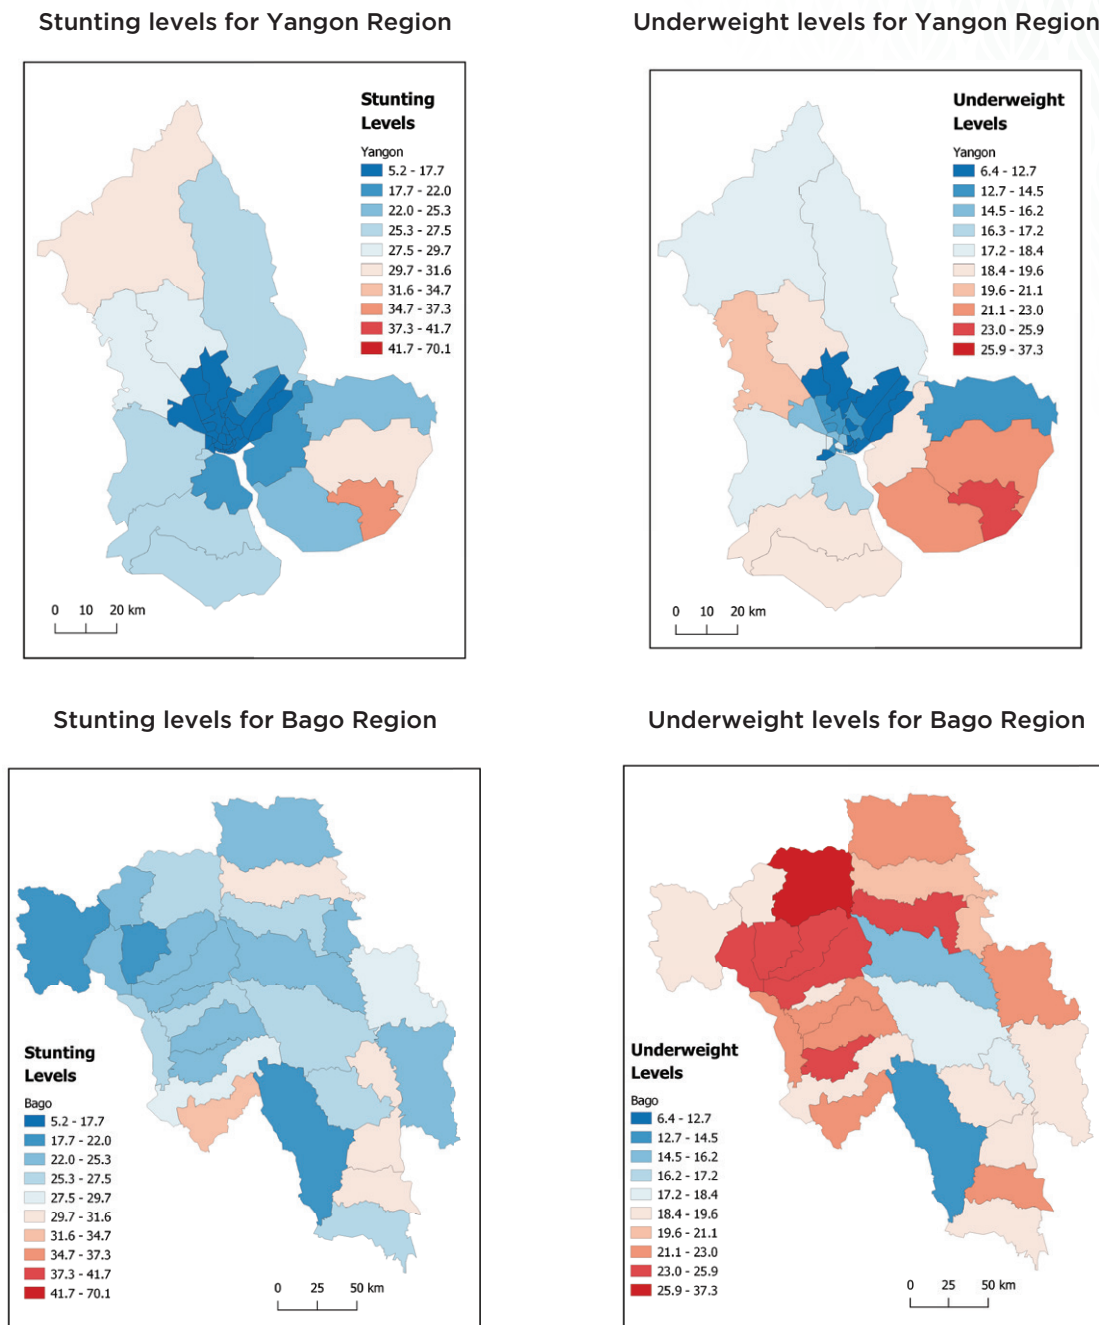 Stunting levels for Yangon Region
Stunting
Levels
Yangon
5.2 - 17.7
17.7 - 22.0
22.0 - 25.3
25.3 - 27.5
27.5 - 29.7
29.7 - 31.6
31.6 - 34.7
34.7 - 37.3
37.3 - 41.7
41.7 - 70.1
0 10 20 km
Underweight levels for Yangon Region
Underweight
Levels
Yangon
6.4 - 12.7
12.7 - 14.5
14.5 - 16.2
16.3 - 17.2
17.2 - 18.4
18.4 - 19.6
19.6 - 21.1
21.1 - 23.0
23.0 - 25.9
25.9 - 37.3
0 10 20 km
Stunting levels for Bago Region
Stunting
Levels
Bago
5.2 - 17.7
17.7 - 22.0
22.0 - 25.3
25.3 - 27.5
27.5 - 29.7
29.7 - 31.6
31.6 - 34.7
34.7 - 37.3
37.3 - 41.7
41.7 - 70.1
0 25 50 km
Underweight levels for Bago Region
Underweight
Levels
Bago
6.4 - 12.7
12.7 - 14.5
14.5 - 16.2
16.2 - 17.2
17.2 - 18.4
18.4 - 19.6
19.6 - 21.1
21.1 - 23.0
23.0 - 25.9
25.9 - 37.3
0 25 50 km